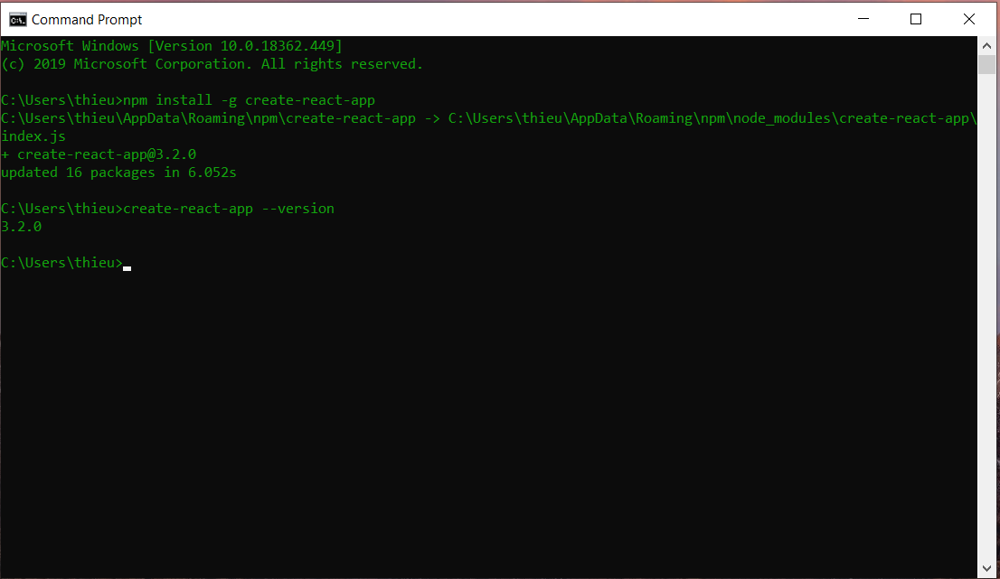 Command Prompt
Microsoft Windows [Version 10.0.18362.449]
(c) 2019 Microsoft Corporation. All rights reserved.
C:\Users\thieu>npm install -g create-react-app
C:\Users\thieu\AppData\Roaming\npm\create-react-app -> C:\Users\thieu\AppData\Roaming\npm\node_modules\create-react-app\
index.js
+ create-react-app@3.2.0
updated 16 packages in 6.052s
C:\Users\thieu>create-react-app --version
3.2.0
C:\Users\thieu>